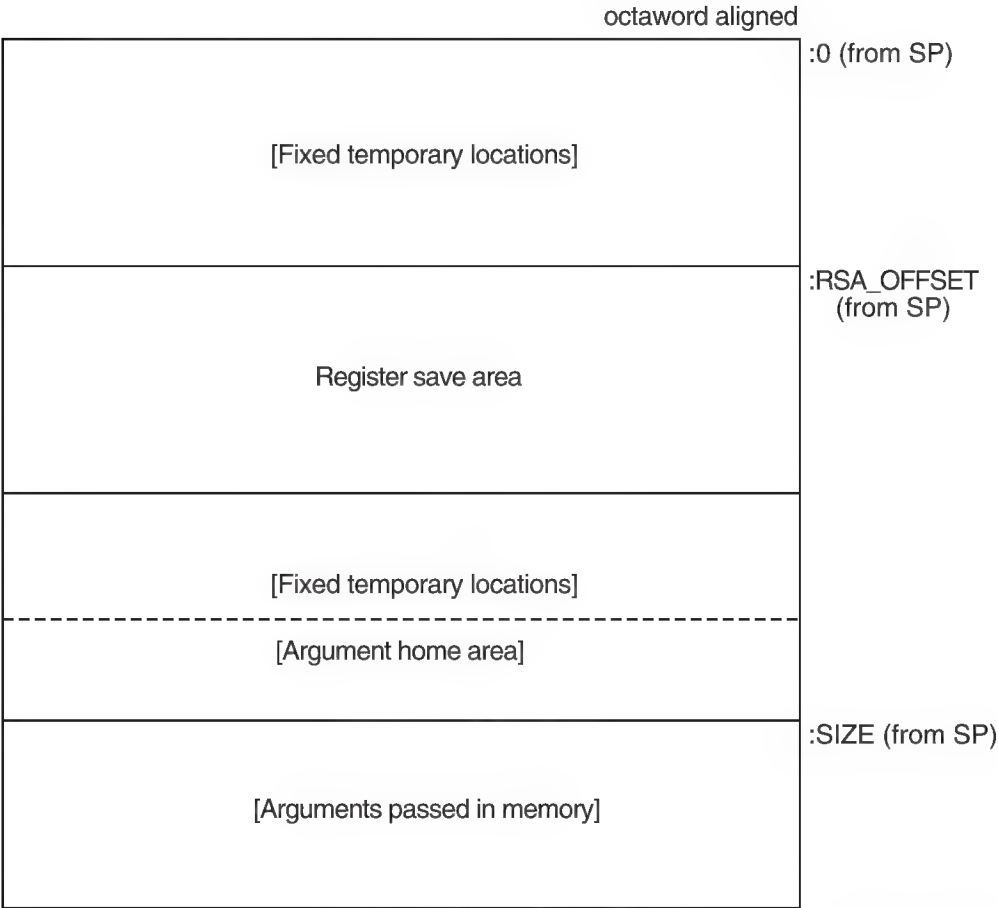 octaword aligned
:0 (from SP)
[Fixed temporary locations]
:RSA_OFFSET
(from SP)
Register save area
[Fixed temporary locations]
[Argument home area]
:SIZE (from SP)
[Arguments passed in memory]